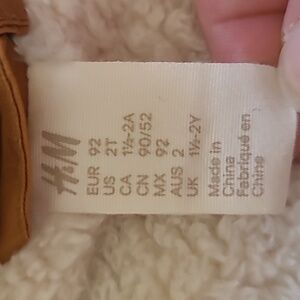 H&M
EUR 92
US 2T
CA 1½-2A
CN 90/52
MX 92
AUS 2
UK 1½-2Y
Made in
China
Fabriqué en
Chine